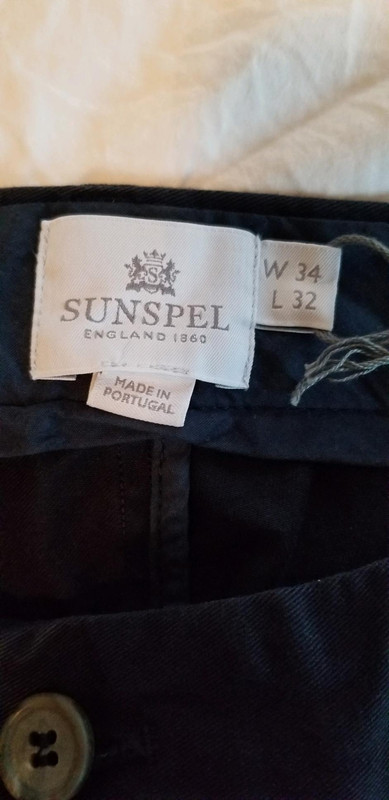 S
SUNSPEL
ENGLAND 1860
W 34
L 32
MADE IN
PORTUGAL